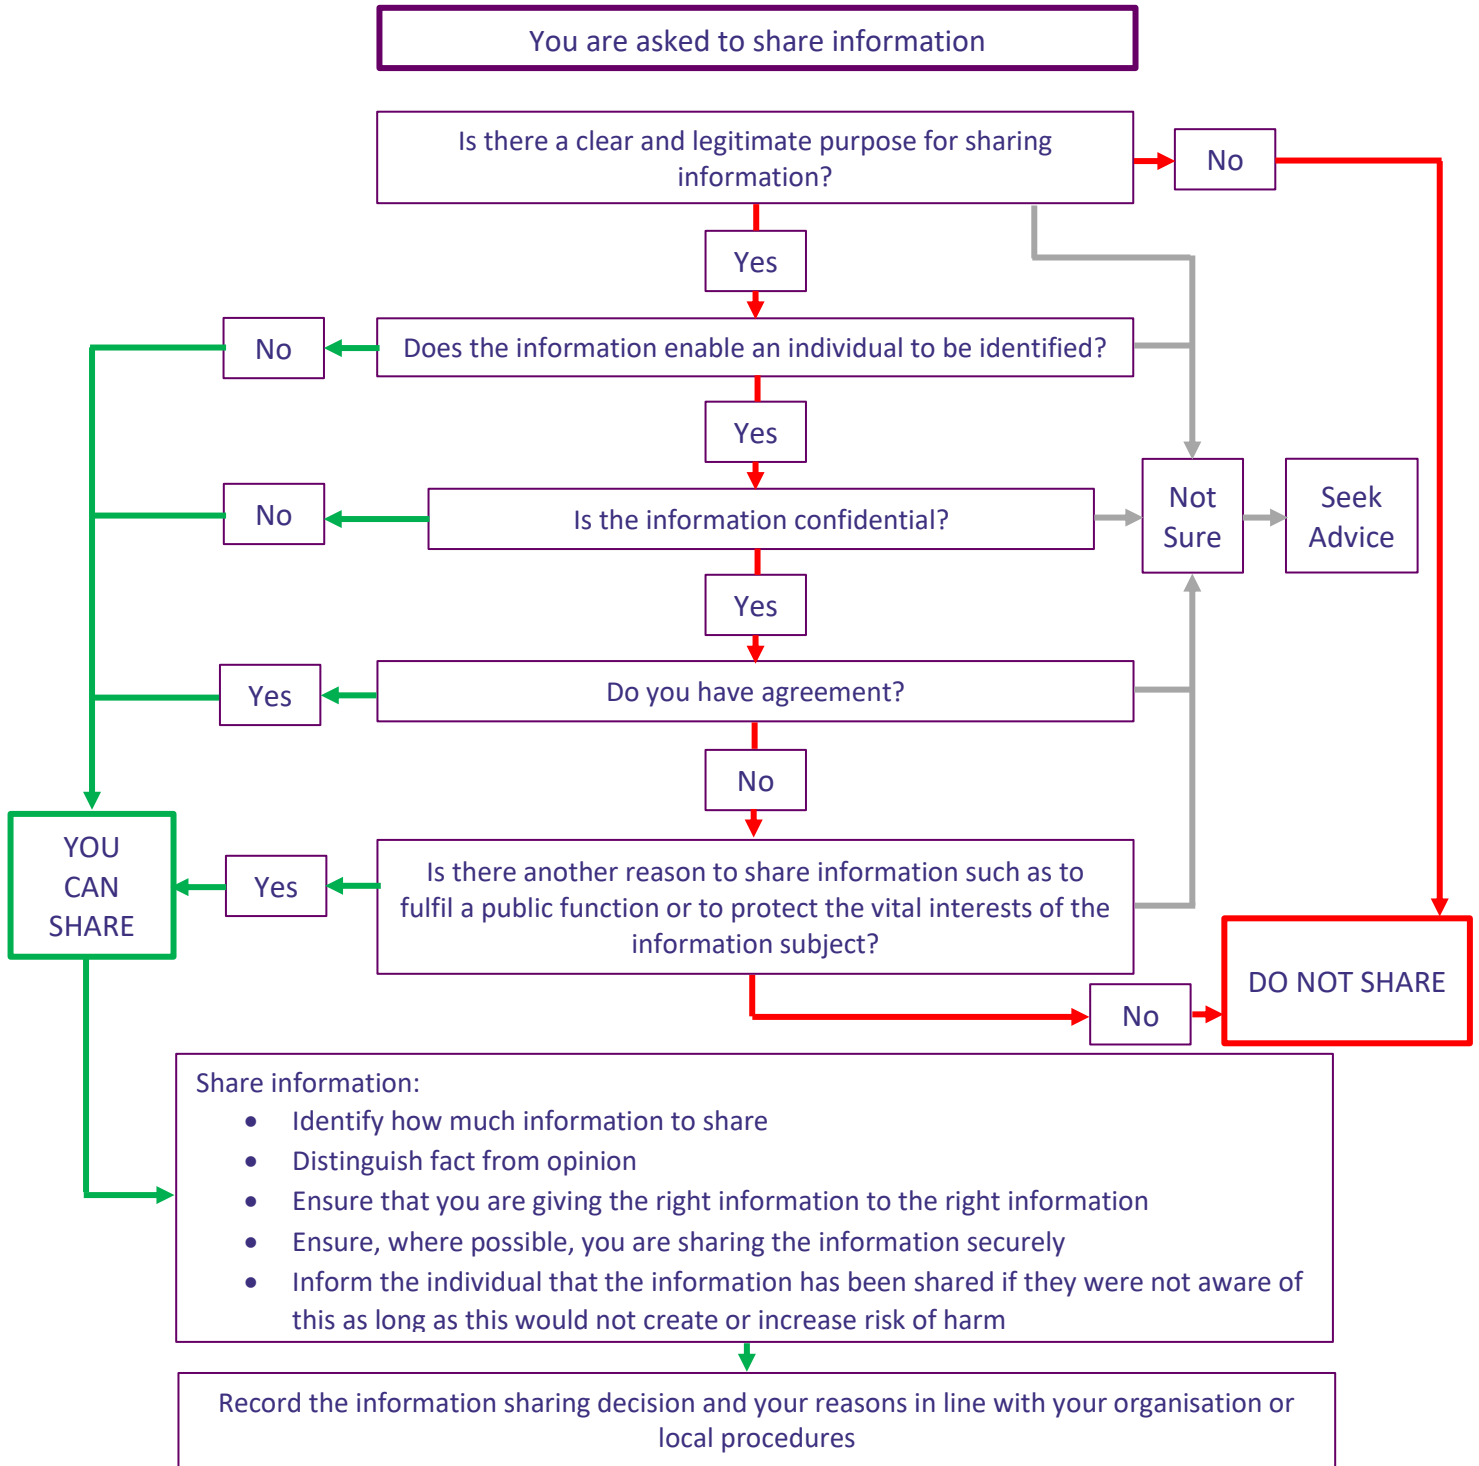 You are asked to share information
Is there a clear and legitimate purpose for sharing
information?
No
Yes
No
Does the information enable an individual to be identified?
Yes
No
Is the information confidential?
Not
Sure
Seek
Advice
Yes
Yes
Do you have agreement?
No
YOU
CAN
SHARE
Yes
Is there another reason to share information such as to
fulfil a public function or to protect the vital interests of the
information subject?
DO NOT SHARE
No
Share information:
• Identify how much information to share
• Distinguish fact from opinion
• Ensure that you are giving the right information to the right information
• Ensure, where possible, you are sharing the information securely
• Inform the individual that the information has been shared if they were not aware of
this as long as this would not create or increase risk of harm
Record the information sharing decision and your reasons in line with your organisation or
local procedures